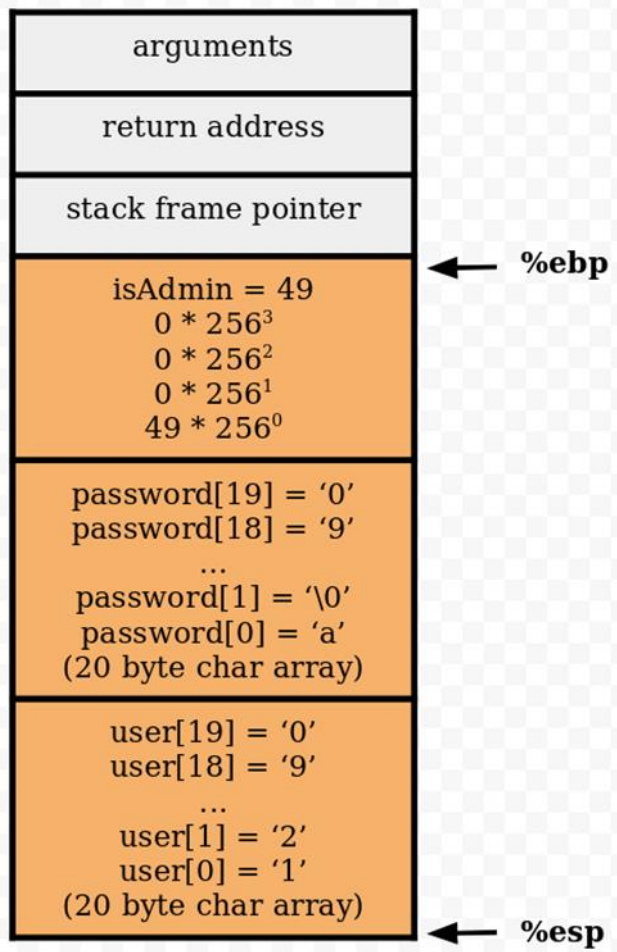 arguments
return address
stack frame pointer
%ebp
isAdmin = 49
0 * 256³
0 * 256²
0 * 256¹
49 * 256⁰
password[19] = ‘0’
password[18] = ‘9’
...
password[1] = ‘\0’
password[0] = ‘a’
(20 byte char array)
user[19] = ‘0’
user[18] = ‘9’
...
user[1] = ‘2’
user[0] = ‘1’
(20 byte char array)
%esp